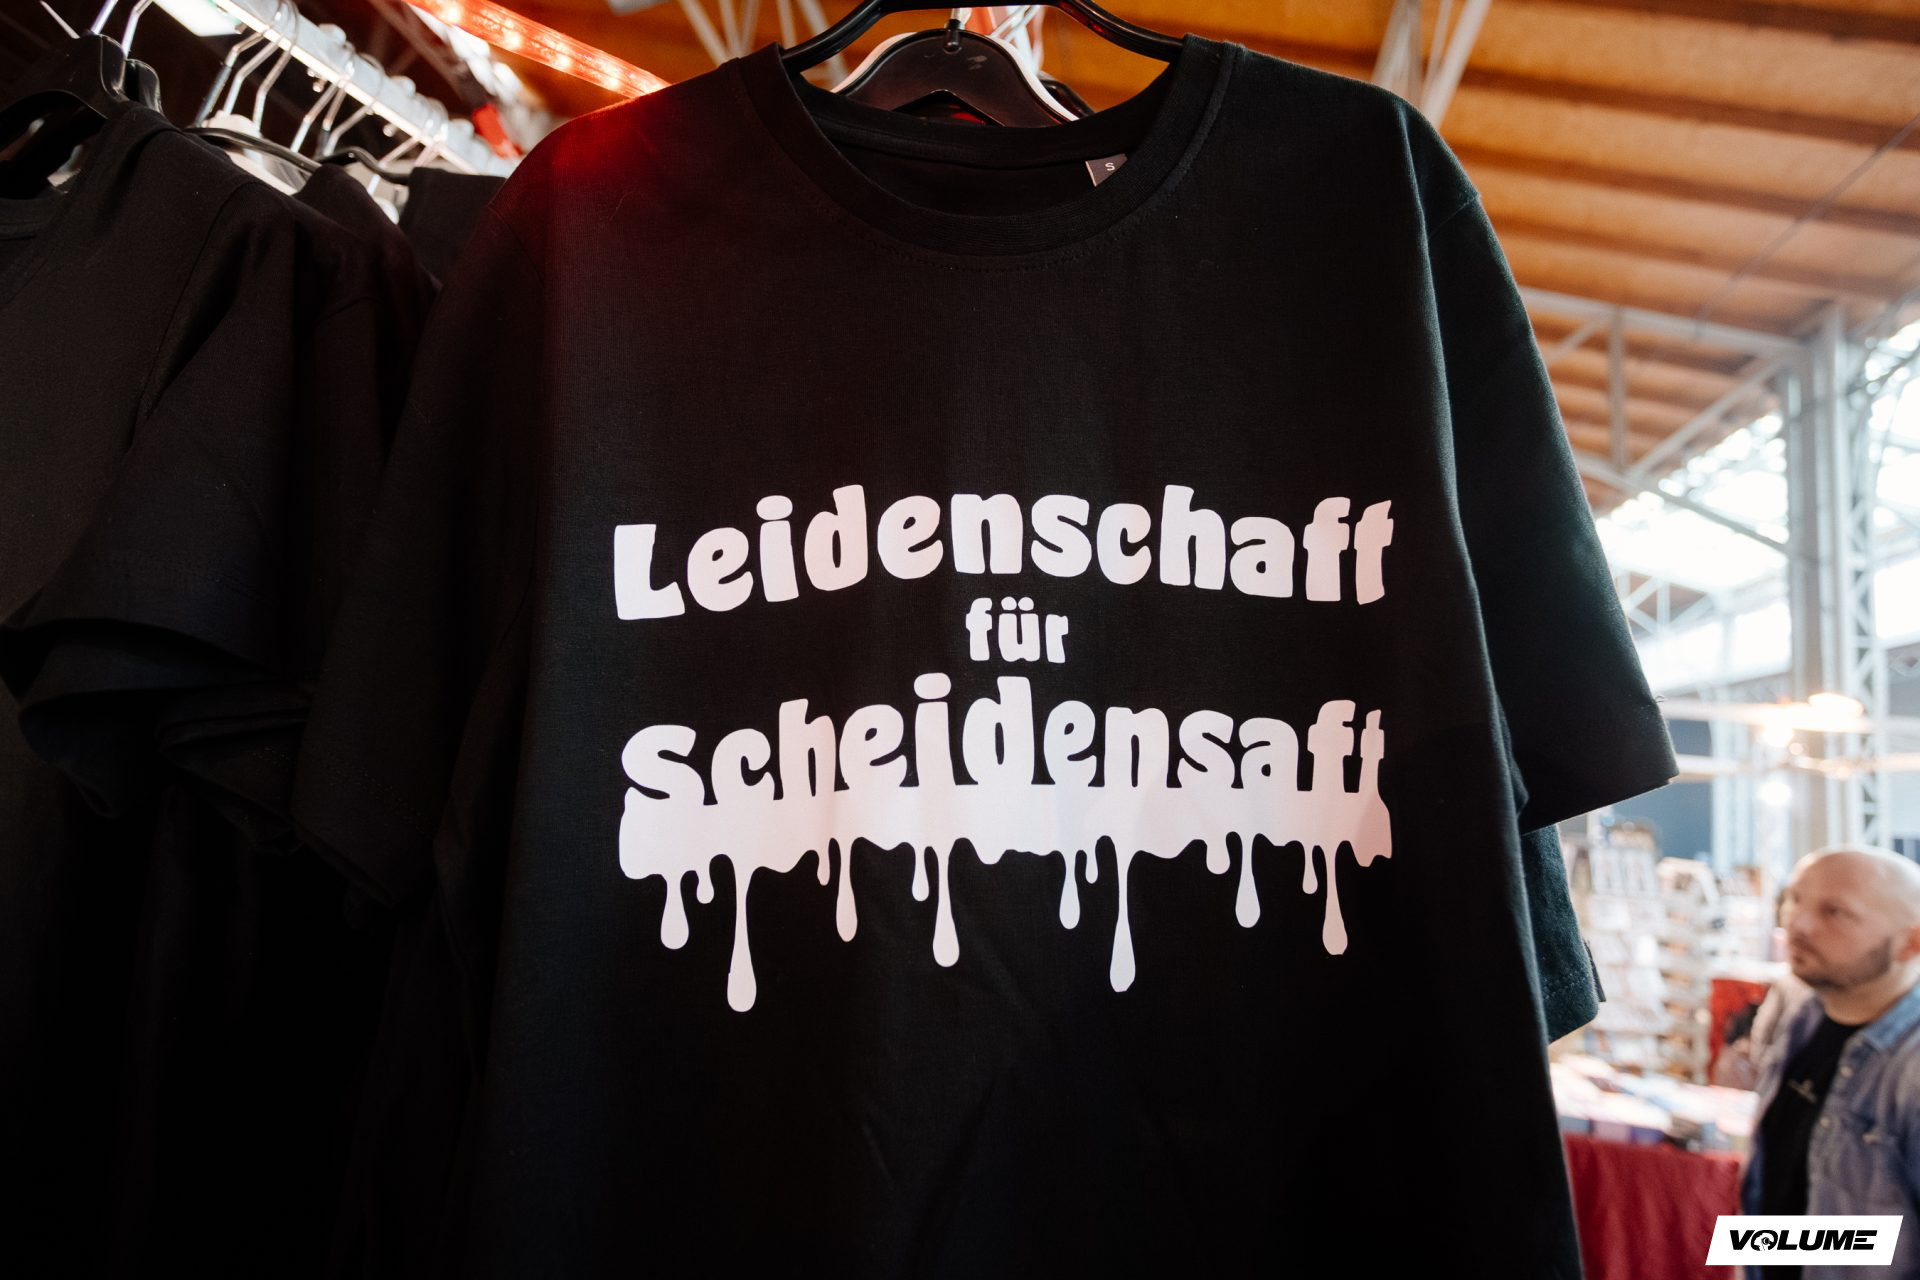 S
Leidenschaft
für
Scheidensaft
VOLUME